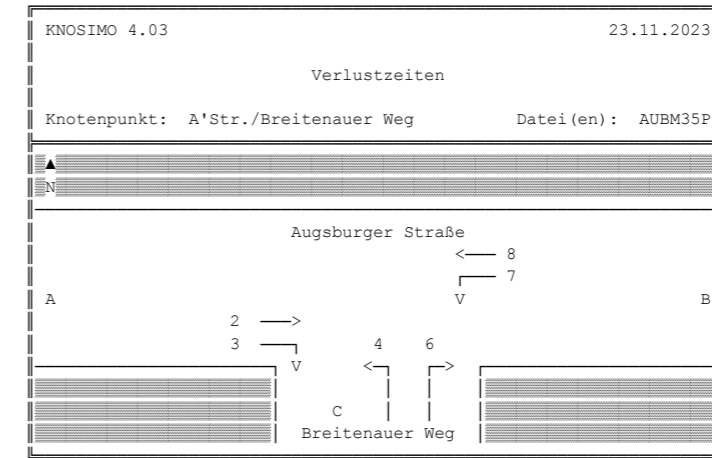 KNOSIMO 4.03 23.11.2023
Verlustzeiten
Knotenpunkt: A'Str./Breitenauer Weg Datei(en): AUBM35P
▲
N
Augsburger Straße
<─── 8
7
A V B
2 ──>
3 4 6
V <─┐ ┌─>
C
Breitenauer Weg